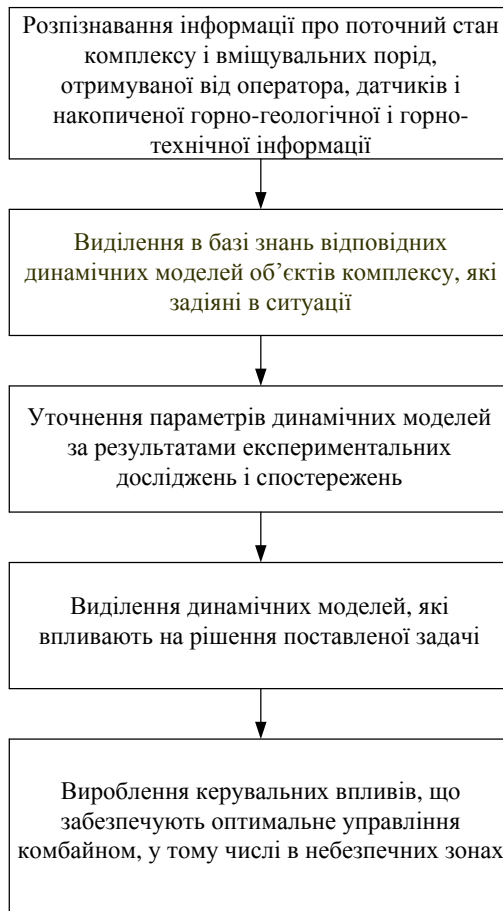 Розпізнавання інформації про поточний стан
комплексу і вміщувальних порід,
отримуваної від оператора, датчиків і
накопиченої горно-геологічної і горно-
технічної інформації
Виділення в базі знань відповідних
динамічних моделей об’єктів комплексу, які
задіяні в ситуації
Уточнення параметрів динамічних моделей
за результатами експериментальних
досліджень і спостережень
Виділення динамічних моделей, які
впливають на рішення поставленої задачі
Вироблення керувальних впливів, що
забезпечують оптимальне управління
комбайном, у тому числі в небезпечних зонах